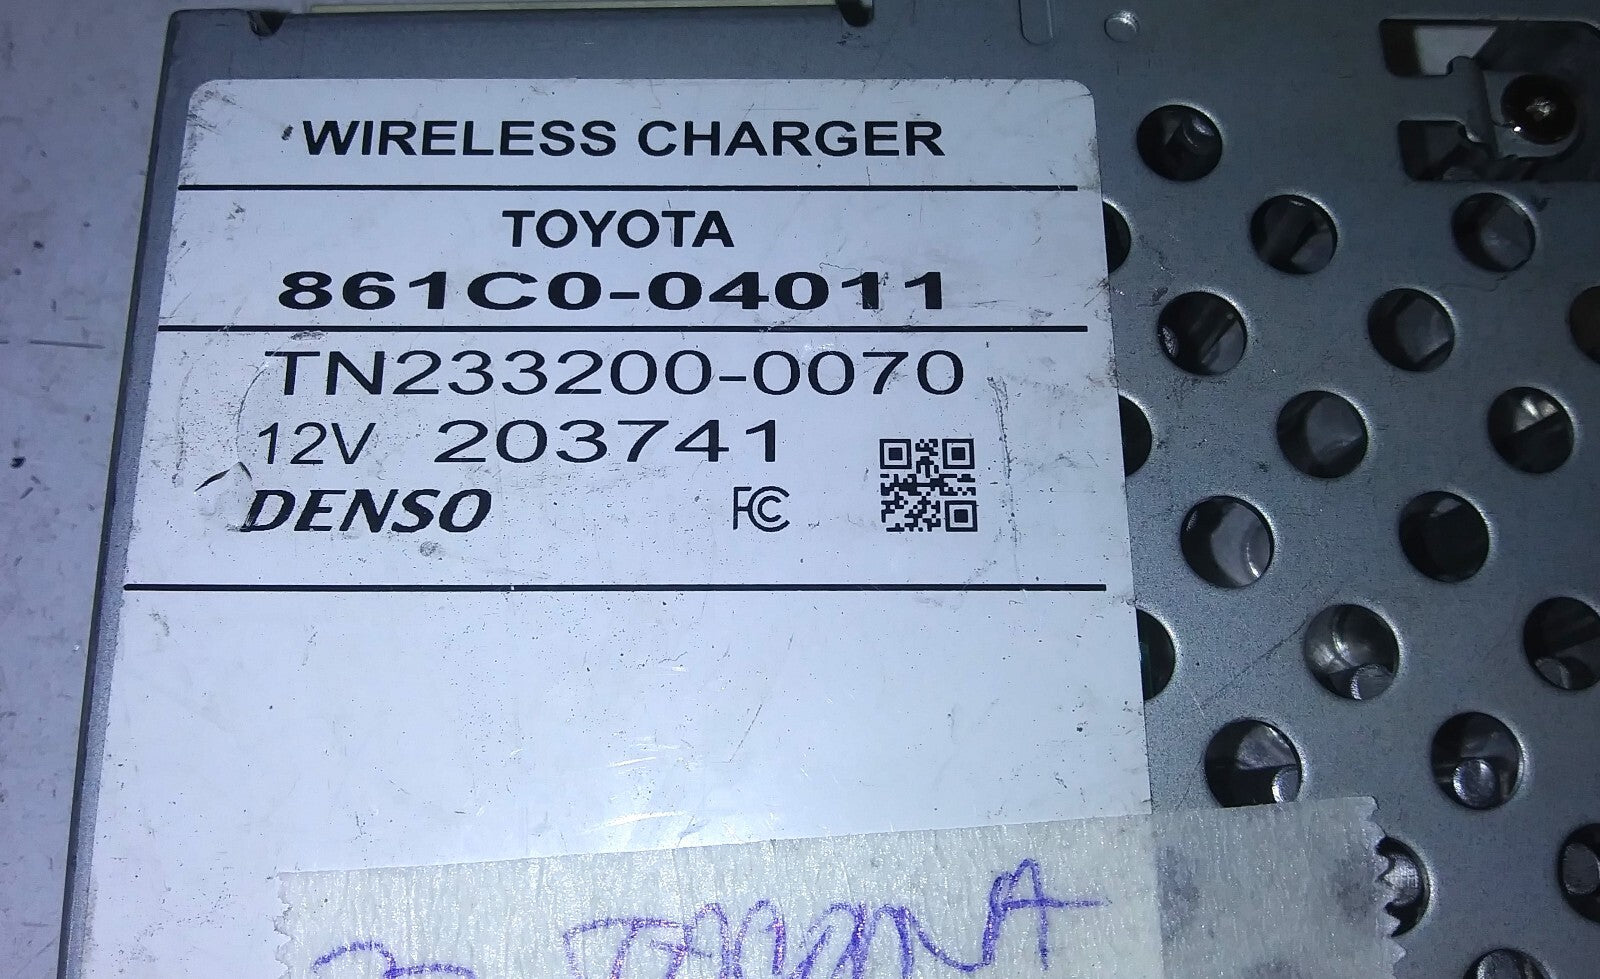 WIRELESS CHARGER
TOYOTA
861C0-04011
TN233200-0070
12V 203741
DENSO FC